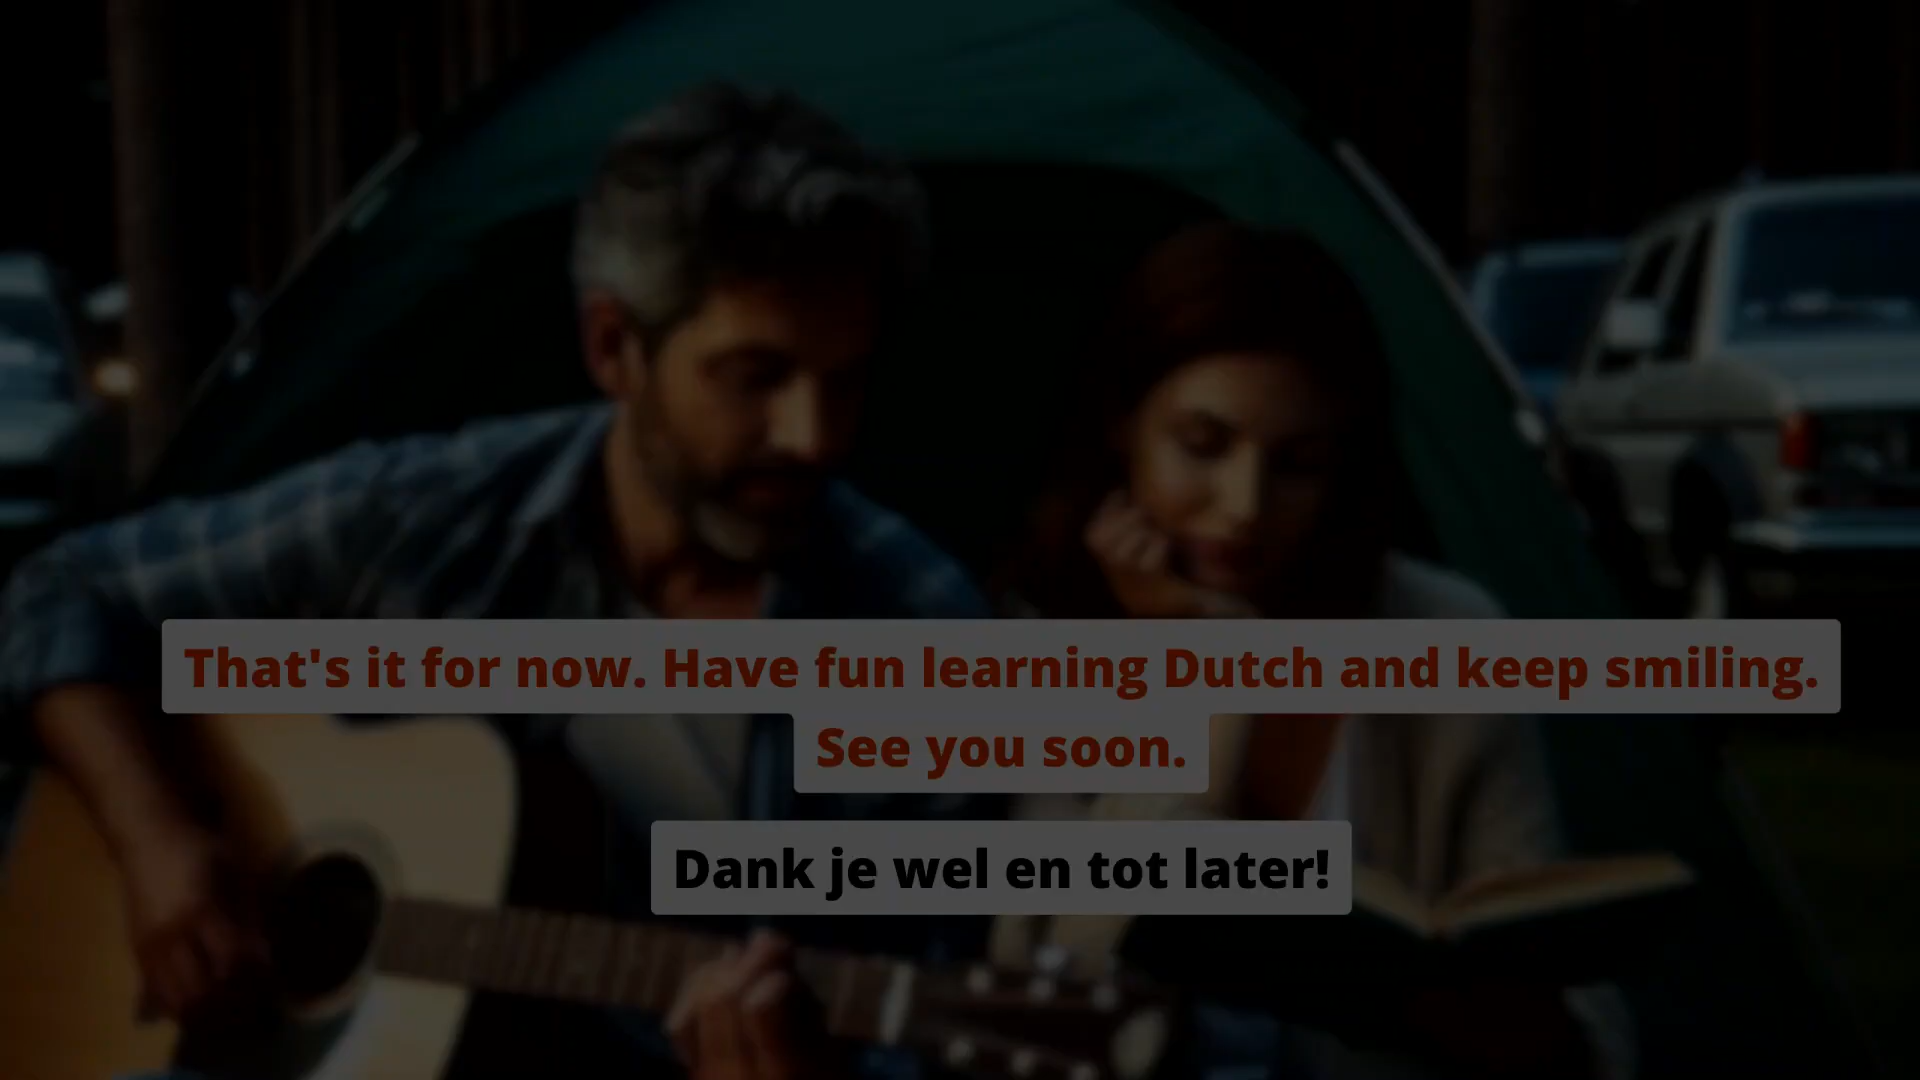 That's it for now. Have fun learning Dutch and keep smiling.
See you soon.
Dank je wel en tot later!